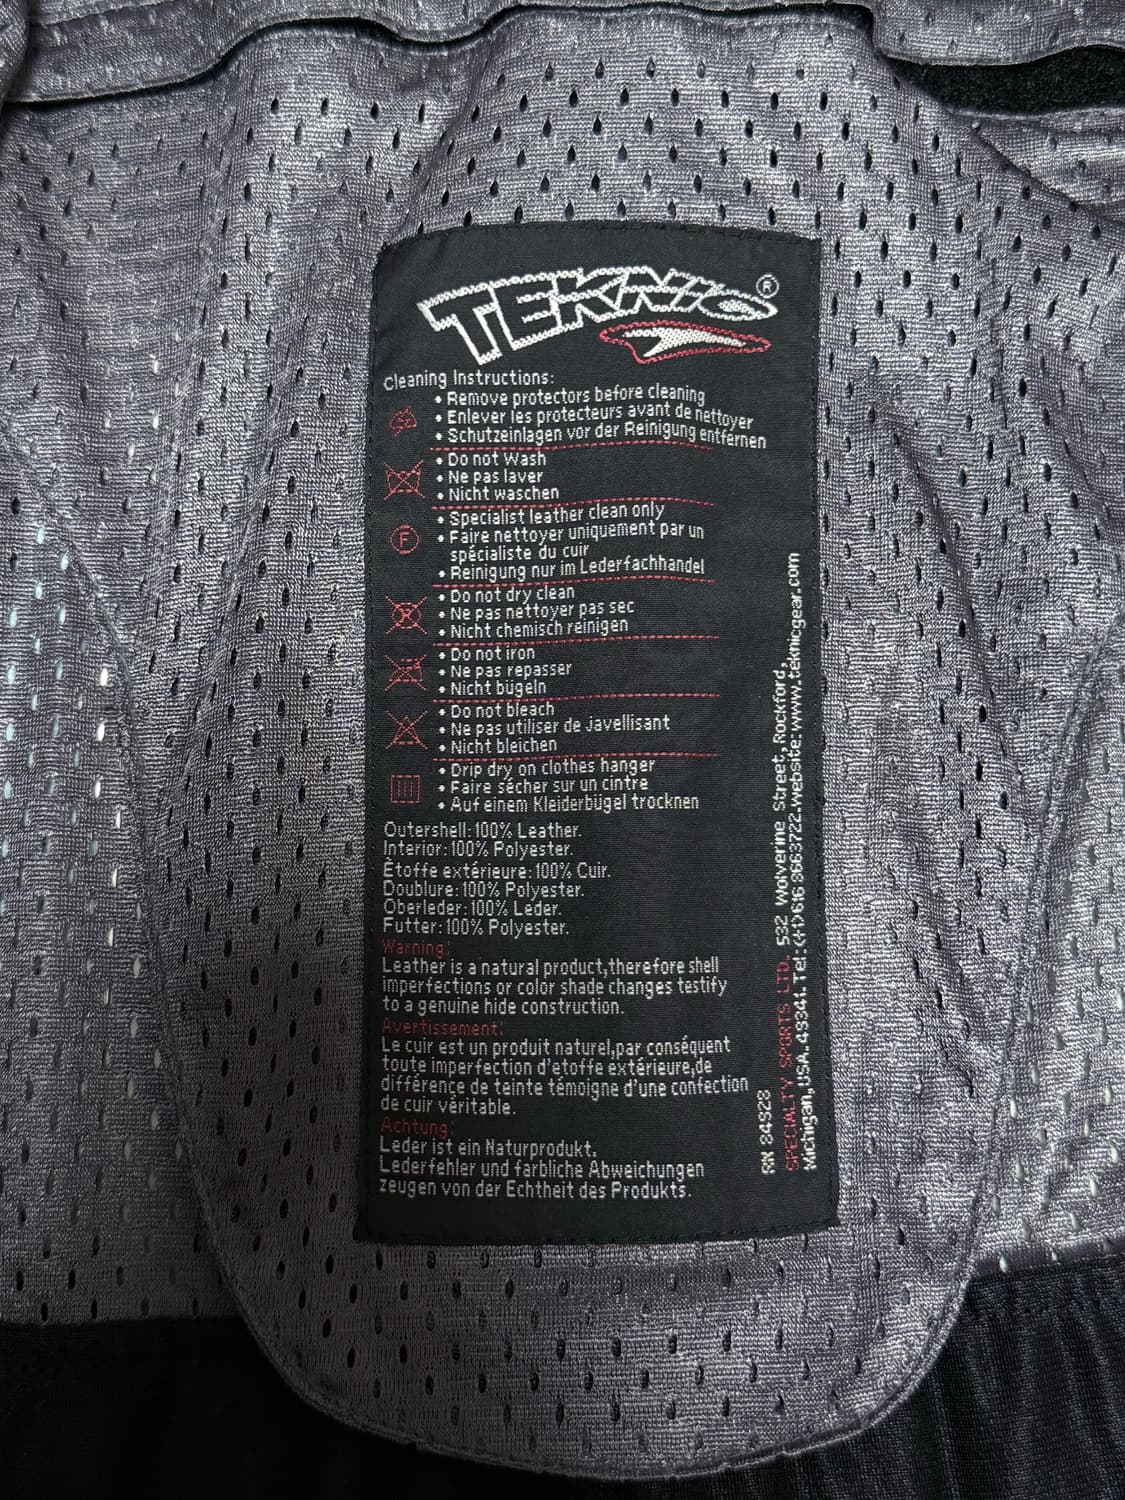 TEKNIC®
Cleaning Instructions:
• Remove protectors before cleaning
• Enlever les protecteurs avant de nettoyer
• Schutzeinlagen vor der Reinigung entfernen
• Do not Wash
• Ne pas laver
• Nicht waschen
F
• Specialist leather clean only
• Faire nettoyer uniquement par un
spécialiste du cuir
• Reinigung nur im Lederfachhandel
• Do not dry clean
• Ne pas nettoyer pas sec
• Nicht chemisch reinigen
• Do not iron
• Ne pas repasser
• Nicht bügeln
• Do not bleach
• Ne pas utiliser de Javellisant
• Nicht bleichen
• Drip dry on clothes hanger
• Faire sécher sur un cintre
• Auf einem Kleiderbügel trocknen
Outershell: 100% Leather.
Interior: 100% Polyester.
Ètoffe extérieure: 100% Cuir.
Doublure: 100% Polyester.
Oberleder: 100% Leder.
Futter: 100% Polyester.
Warning:
Leather is a natural product,therefore shell
imperfections or color shade changes testify
to a genuine hide construction.
Avertissement:
Le cuir est un produit naturel,par conséquent
toute imperfection d'etoffe extérieure,de
différence de teinte témoigne d'une confection
de cuir véritable.
Achtung:
Leder ist ein Naturprodukt.
Lederfehler und farbliche Abweichungen
zeugen von der Echtheit des Produkts.
SPECIALTY SPORTS LTD. 532 Wolverine Street,Rockford,
Michigan,USA. 49341.Tel:(+1)616 8663722.website:www.teknicgear.com